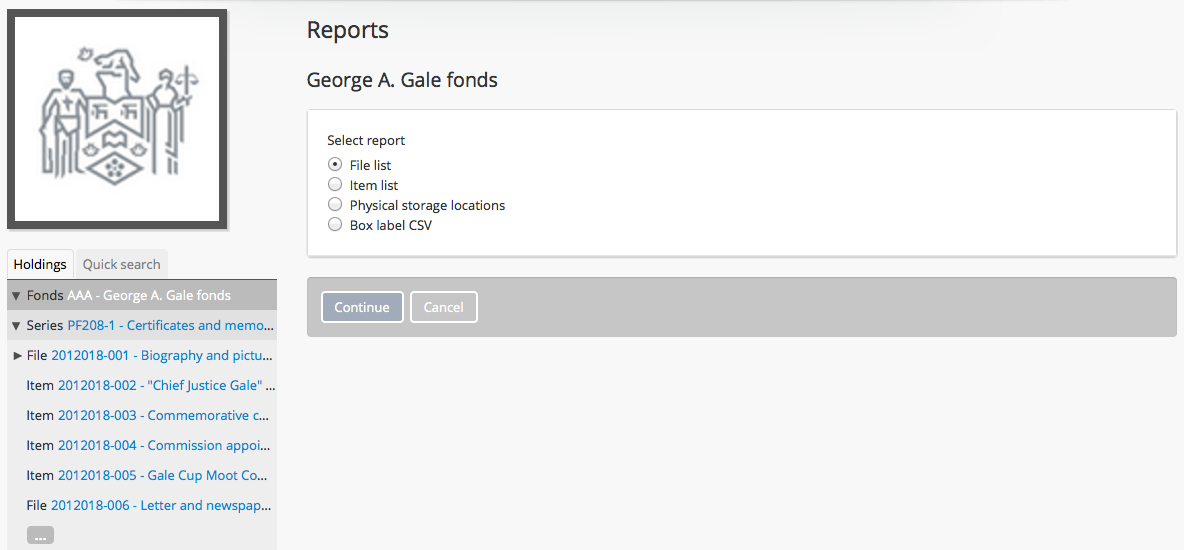 Reports
George A. Gale fonds
Select report
File list
Item list
Physical storage locations
Box label CSV
Continue Cancel
Holdings Quick search
▼ Fonds AAA - George A. Gale fonds
▼ Series PF208-1 - Certificates and memo...
▶ File 2012018-001 - Biography and pictu...
Item 2012018-002 - "Chief Justice Gale" ...
Item 2012018-003 - Commemorative c...
Item 2012018-004 - Commission appoi...
Item 2012018-005 - Gale Cup Moot Co...
File 2012018-006 - Letter and newspap...
...